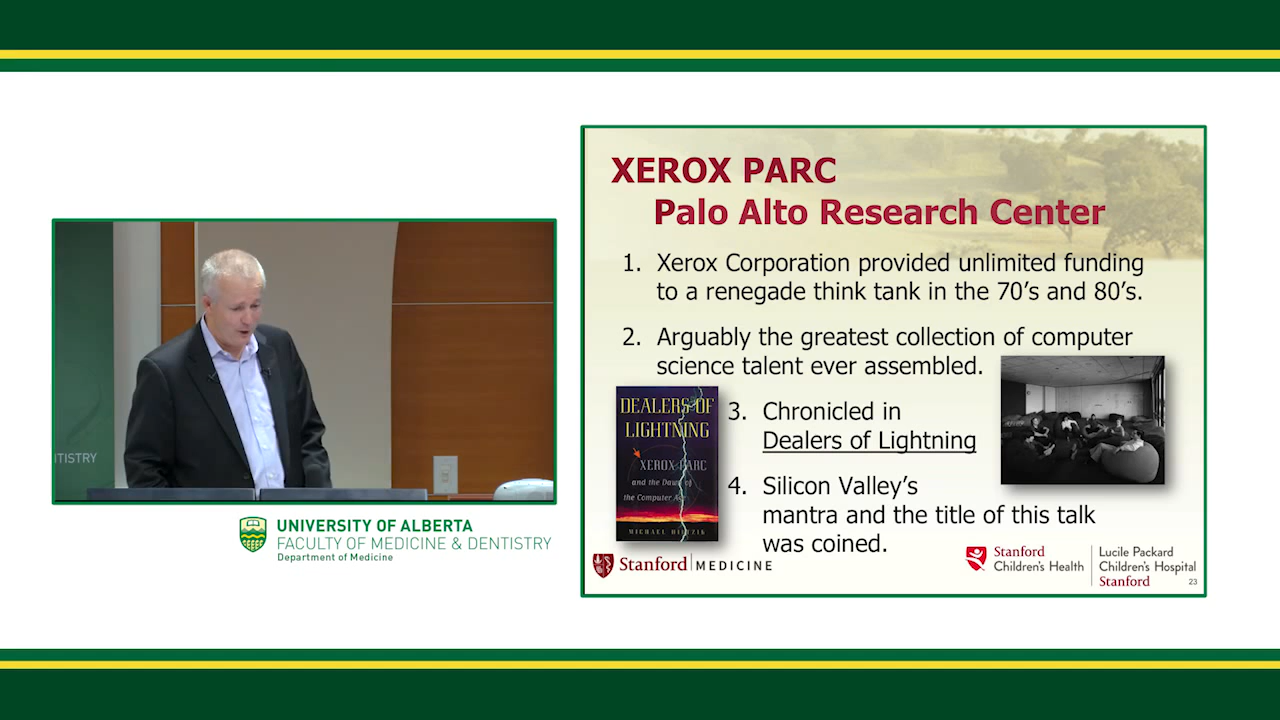 TISTRY
UNIVERSITY OF ALBERTA
FACULTY OF MEDICINE & DENTISTRY
Department of Medicine
XEROX PARC
Palo Alto Research Center
1. Xerox Corporation provided unlimited funding
to a renegade think tank in the 70’s and 80’s.
2. Arguably the greatest collection of computer
science talent ever assembled.
DEALERS OF
LIGHTNING
XEROX PARC
and the Dawn of
the Computer Age
MICHAEL HILTZIK
3. Chronicled in
Dealers of Lightning
4. Silicon Valley’s
mantra and the title of this talk
was coined.
Stanford MEDICINE
Stanford
Children’s Health
Lucile Packard
Children’s Hospital
Stanford
23